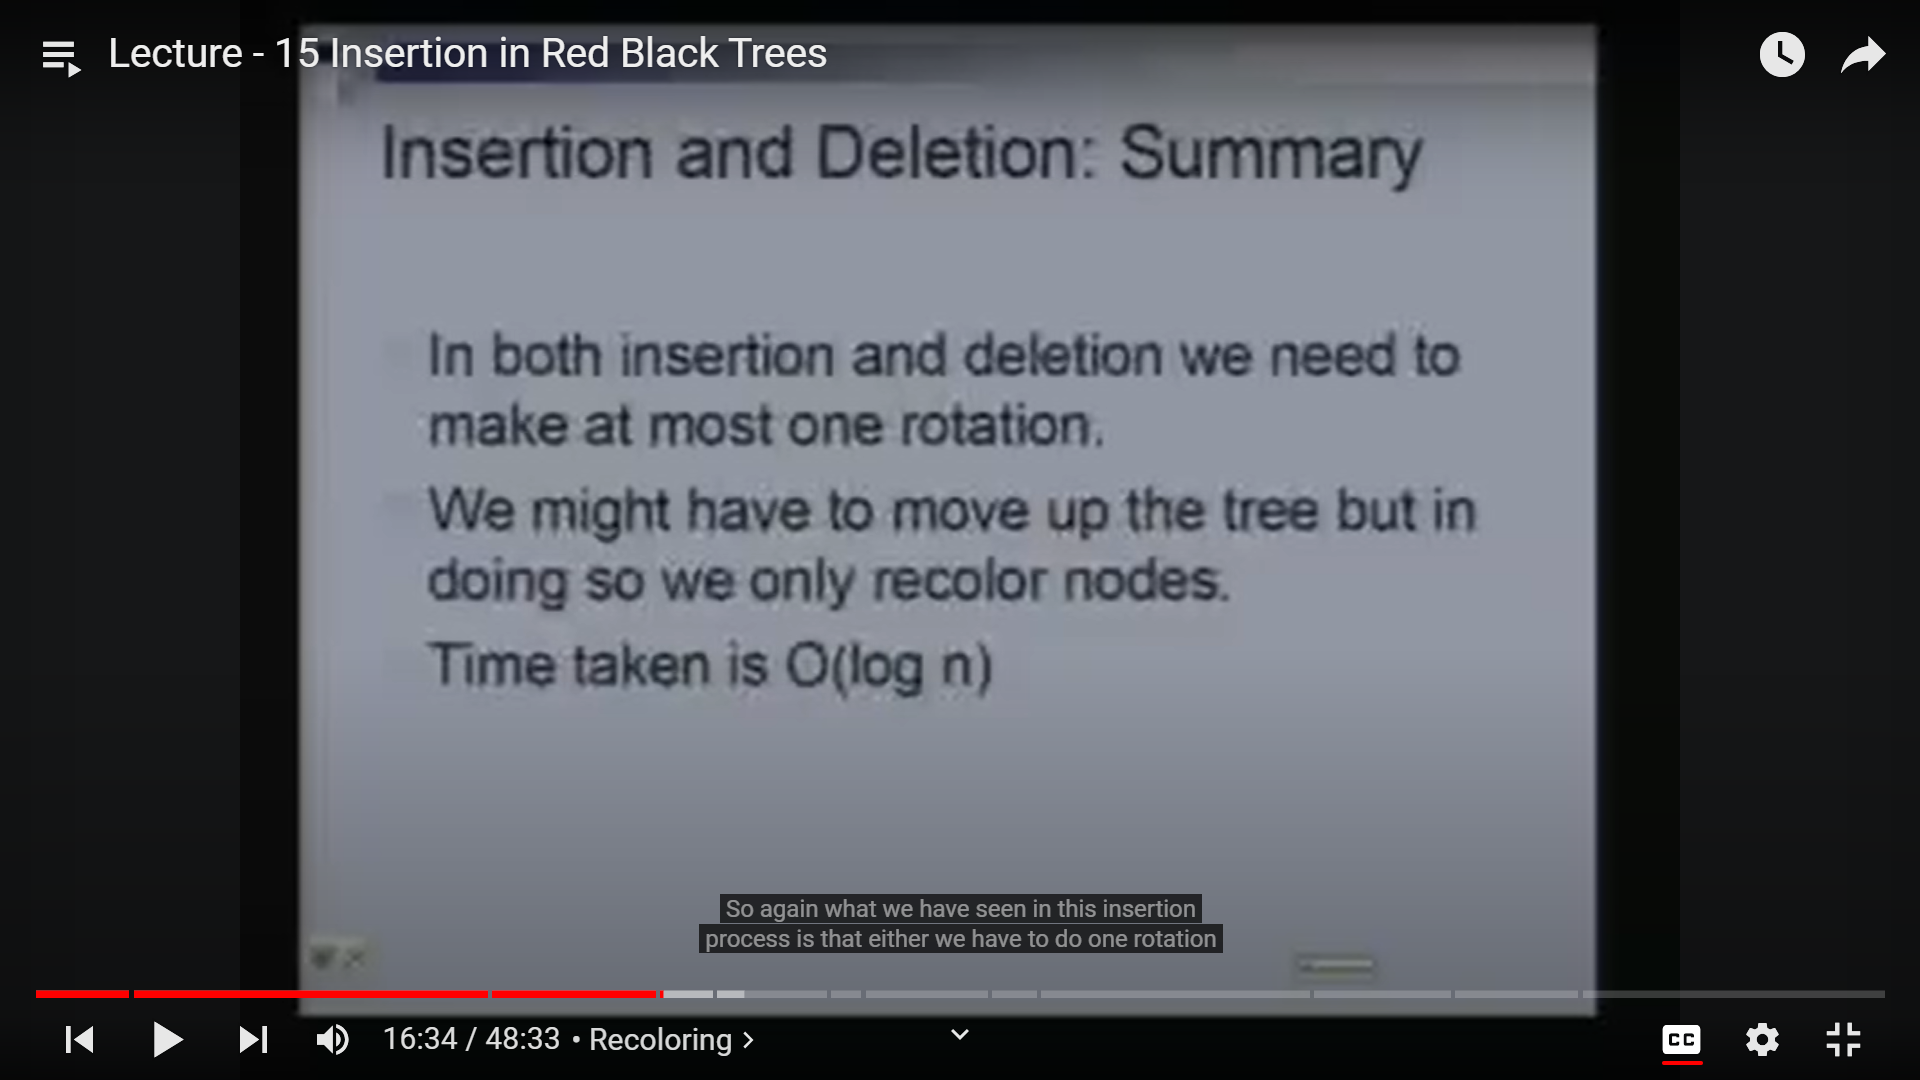 Lecture - 15 Insertion in Red Black Trees
Insertion and Deletion: Summary
In both insertion and deletion we need to
make at most one rotation.
We might have to move up the tree but in
doing so we only recolor nodes.
Time taken is O(log n)
So again what we have seen in this insertion
process is that either we have to do one rotation
16:34 / 48:33 • Recoloring >
CC